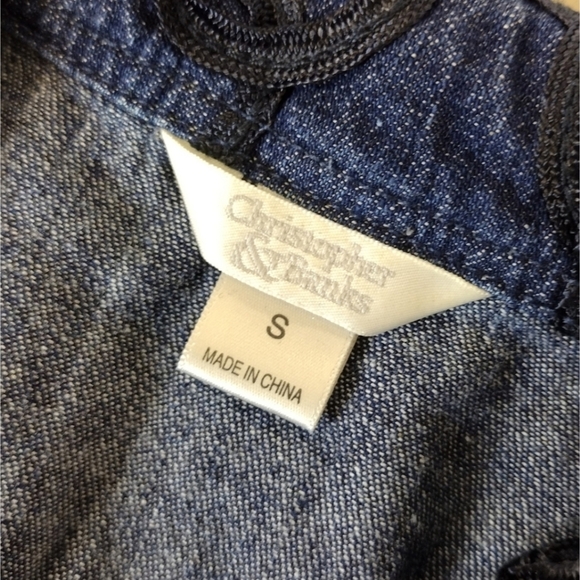 Christopher
& Banks
S
MADE IN CHINA